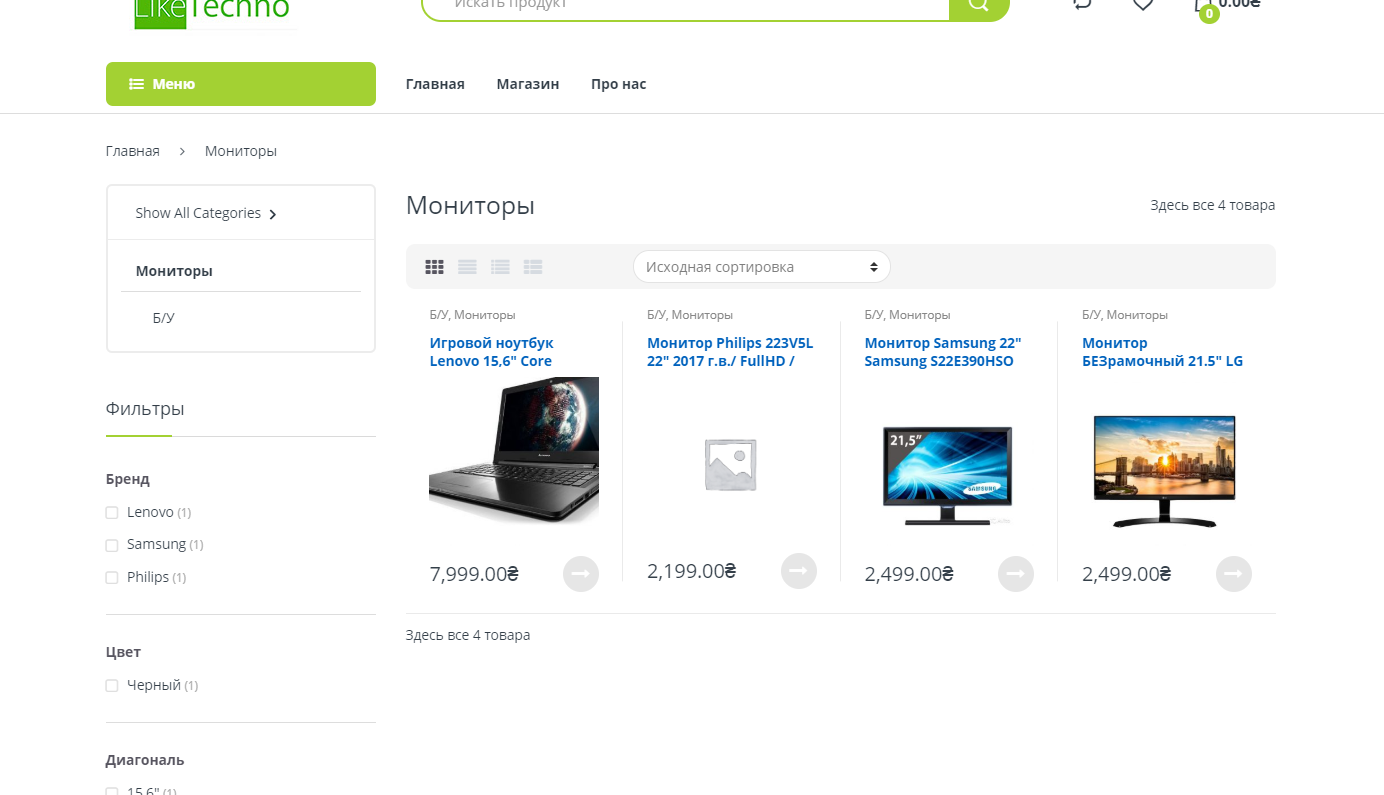 LikeTechno
Искать продукт
0
0.00₴
Меню
Главная
Магазин
Про нас
Главная > Мониторы
Show All Categories
Мониторы
Б/У
Фильтры
Бренд
Lenovo (1)
Samsung (1)
Philips (1)
Цвет
Черный (1)
Диагональ
15,6" (1)
Мониторы
Здесь все 4 товара
Исходная сортировка
Б/У, Мониторы
Игровой ноутбук
Lenovo 15,6" Core
7,999.00₴
Б/У, Мониторы
Монитор Philips 223V5L
22" 2017 г.в./ FullHD /
2,199.00₴
Б/У, Мониторы
Монитор Samsung 22"
Samsung S22E390HSO
21,5"
SAMSUNG
2,499.00₴
Б/У, Мониторы
Монитор
БЕЗрамочный 21.5" LG
2,499.00₴
Здесь все 4 товара